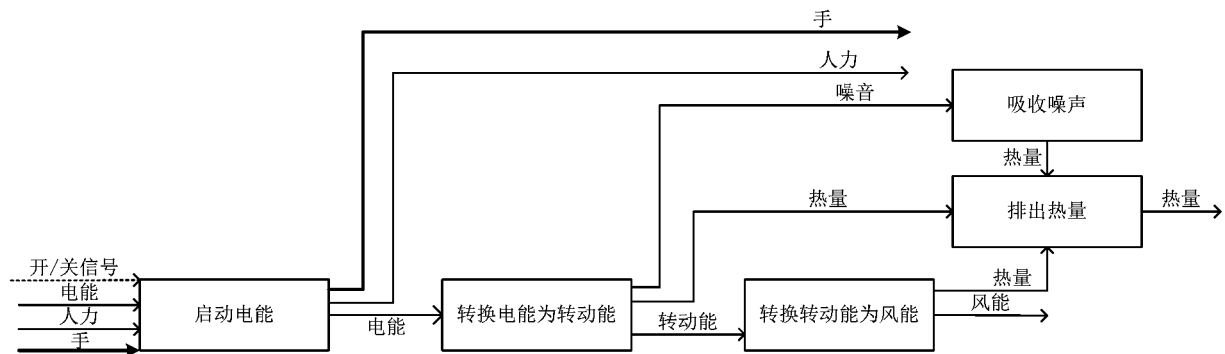 手
人力
噪音
吸收噪声
热量
热量
排出热量
热量
开/关信号
电能
人力
手
启动电能
电能
转换电能为转动能
转动能
转换转动能为风能
热量
风能